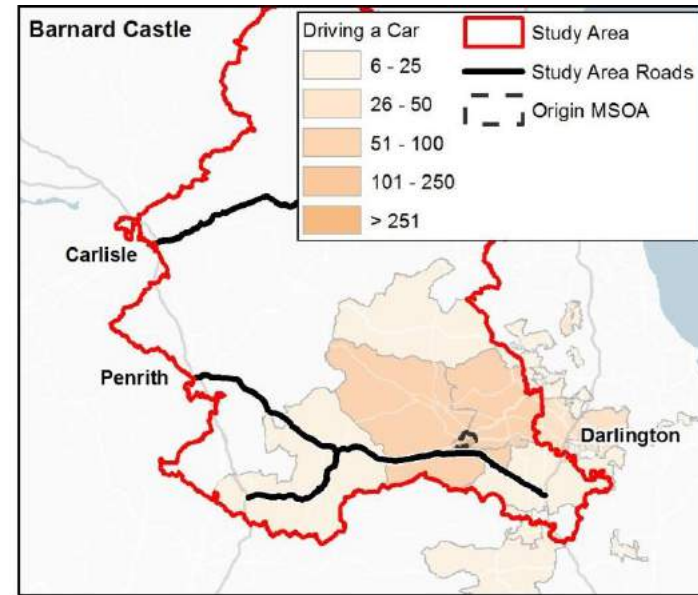 Barnard Castle
Driving a Car
6 - 25
26 - 50
51 - 100
101 - 250
> 251
Study Area
Study Area Roads
Origin MSOA
Carlisle
Penrith
Darlington